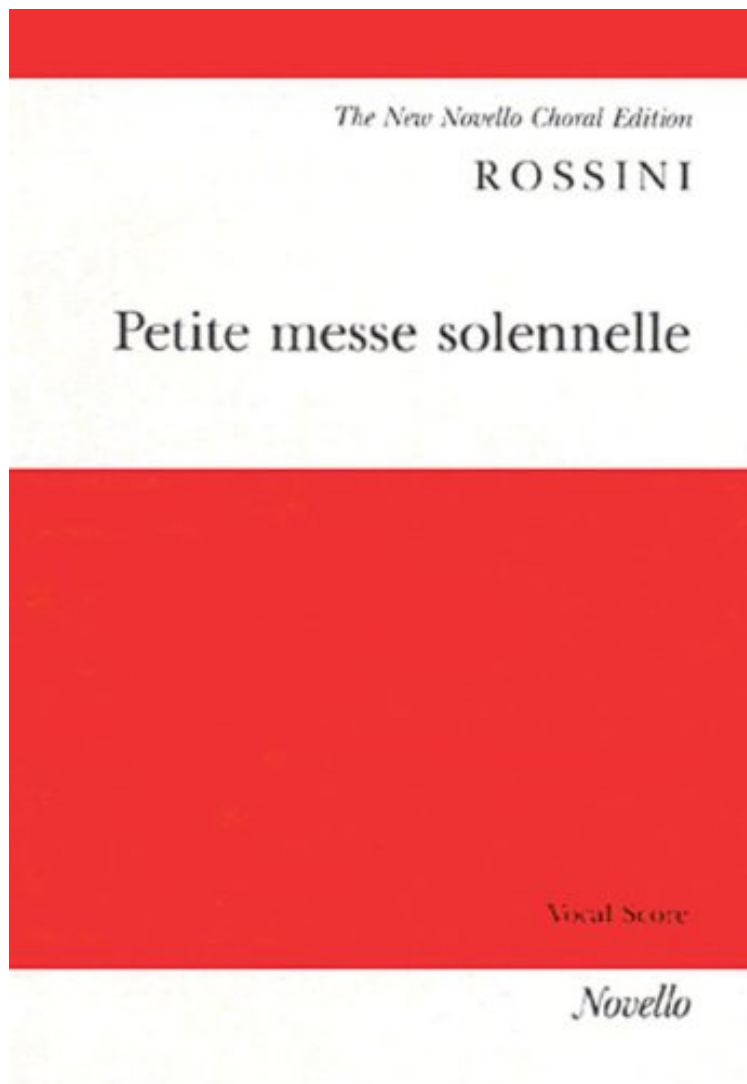 The New Novello Choral Edition
ROSSINI
Petite messe solennelle
Vocal Score
Novello